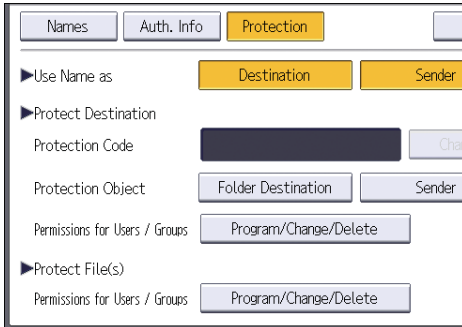 Names Auth. Info Protection
▶Use Name as Destination Sender
▶Protect Destination
Protection Code
Protection Object Folder Destination Sender
Permissions for Users / Groups Program/Change/Delete
▶Protect File(s)
Permissions for Users / Groups Program/Change/Delete